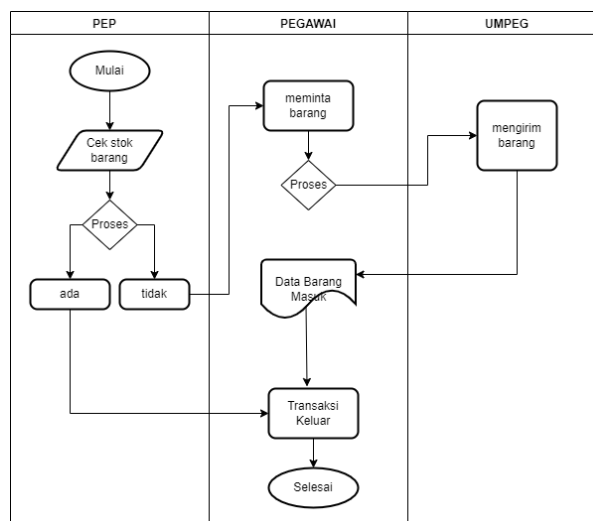 PEP
PEGAWAI
UMPEG
Mulai
meminta
barang
mengirim
barang
Cek stok
barang
Proses
Proses
ada
tidak
Data Barang
Masuk
Transaksi
Keluar
Selesai